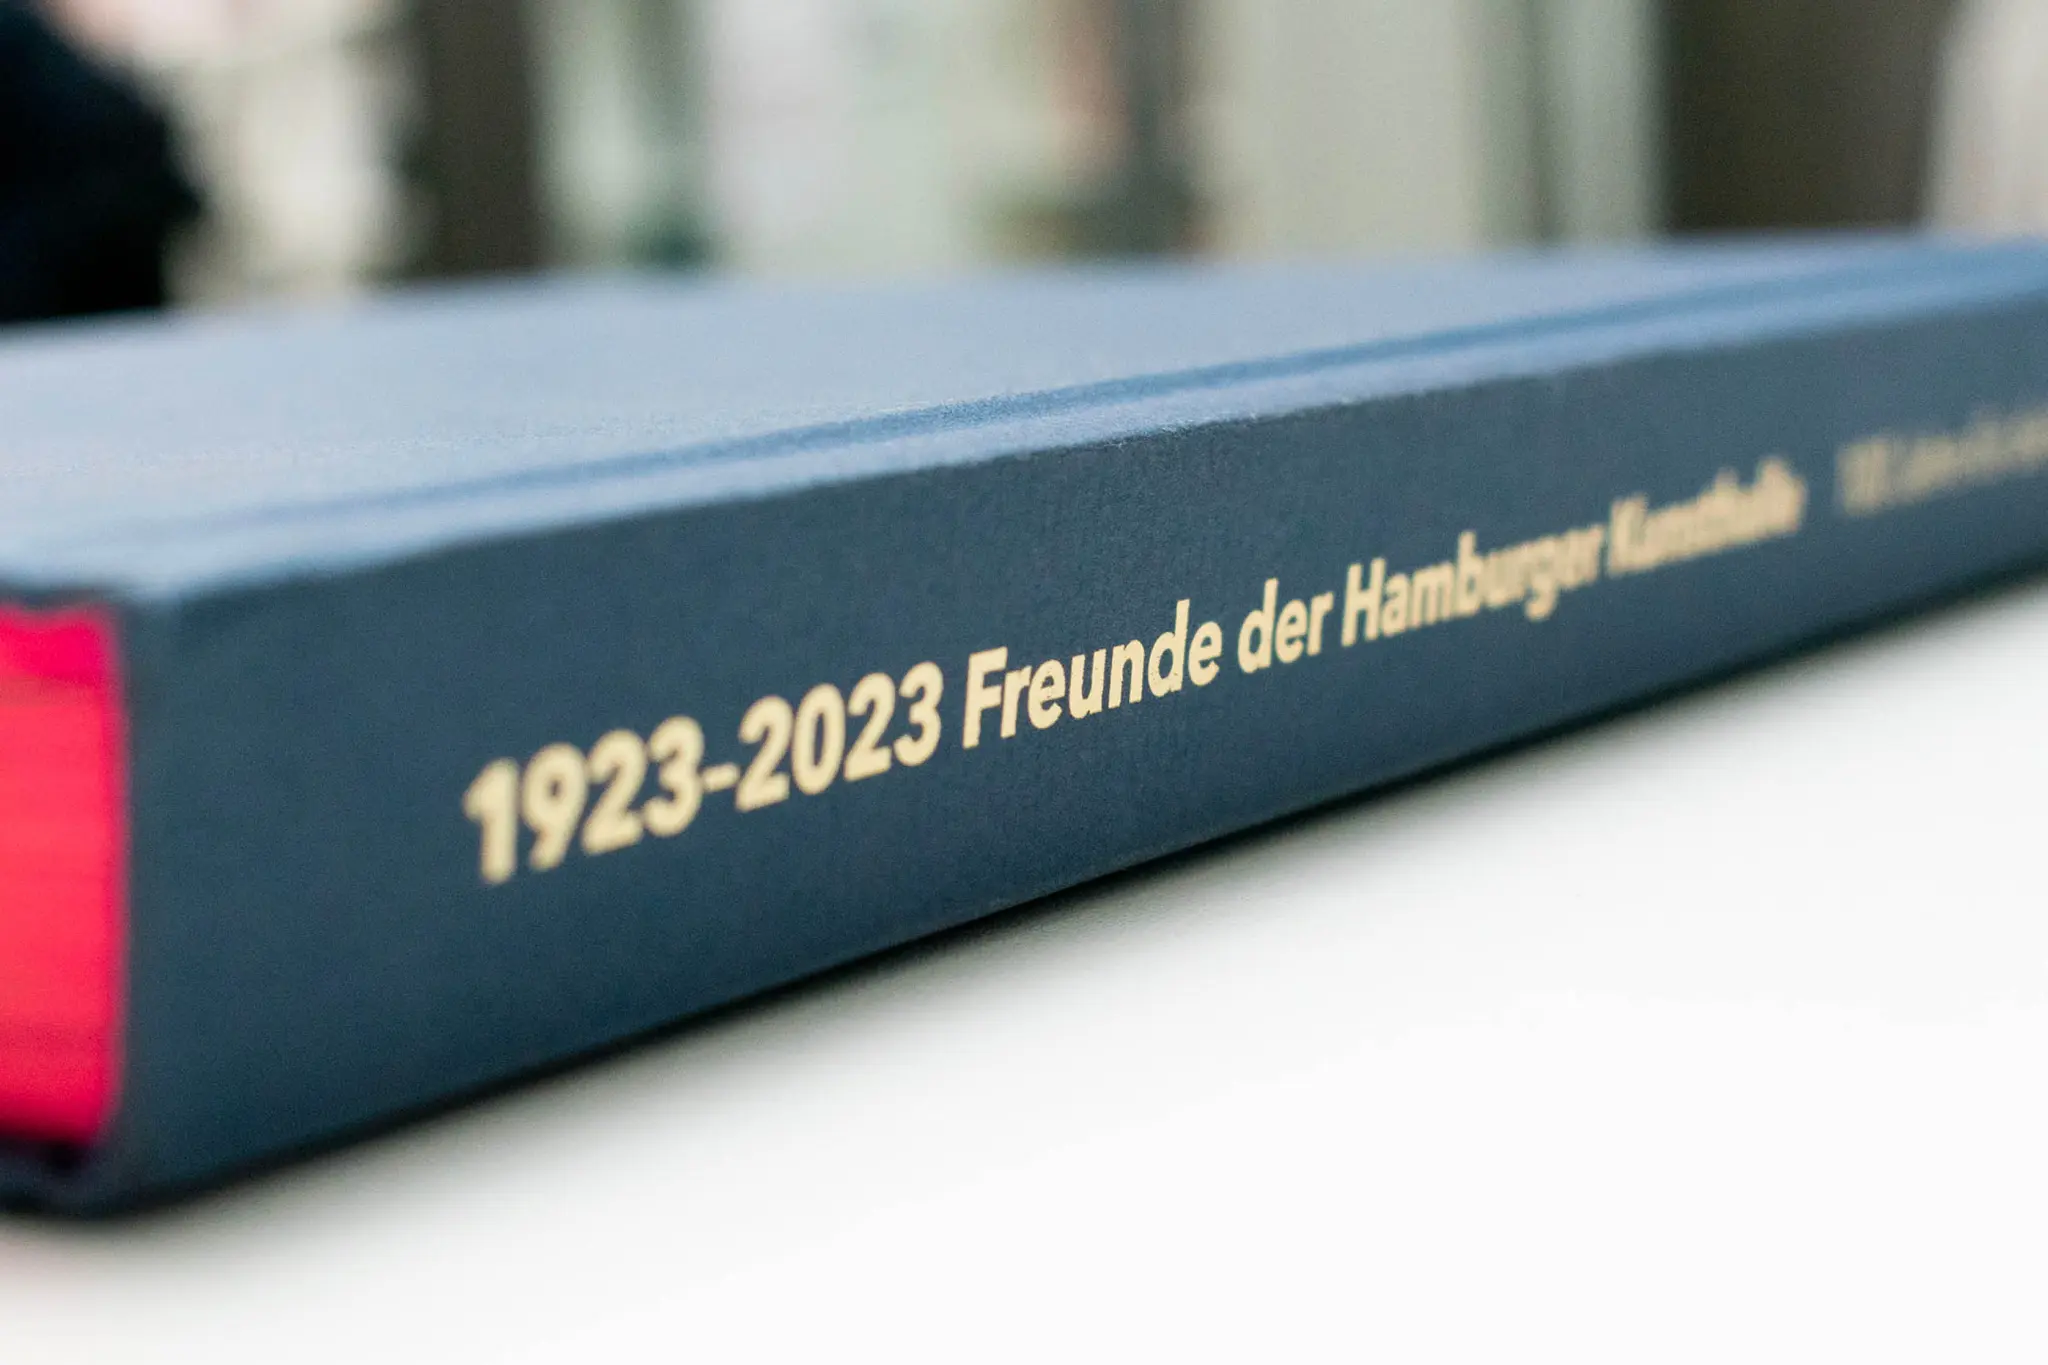 1923-2023 Freunde der Hamburger Kunsthalle